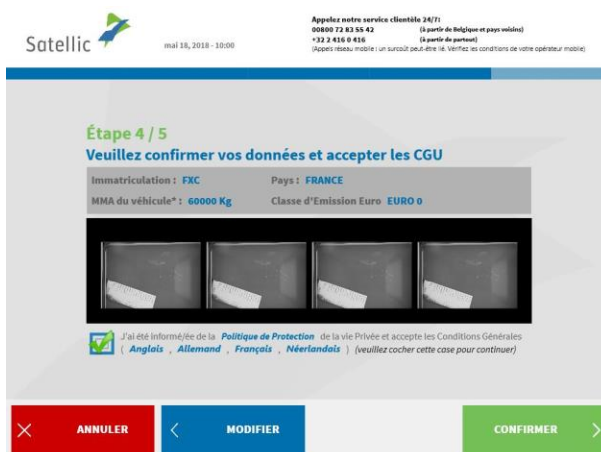 Satellic
mai 18, 2018 - 10:00
Appelez notre service clientèle 24/7:
00800 72 83 55 42 (à partir de Belgique et pays voisins)
+32 2 416 0 416 (à partir de partout)
(Appels réseau mobile : un surcoût peut-être lié. Vérifiez les conditions de votre opérateur mobile)
Étape 4 / 5
Veuillez confirmer vos données et accepter les CGU
Immatriculation : FXC Pays : FRANCE
MMA du véhicule* : 60000 Kg Classe d'Emission Euro EURO 0
J'ai été informé/ée de la Politique de Protection de la vie Privée et accepte les Conditions Générales
( Anglais , Allemand , Français , Néerlandais ) (veuillez cocher cette case pour continuer)
ANNULER MODIFIER CONFIRMER